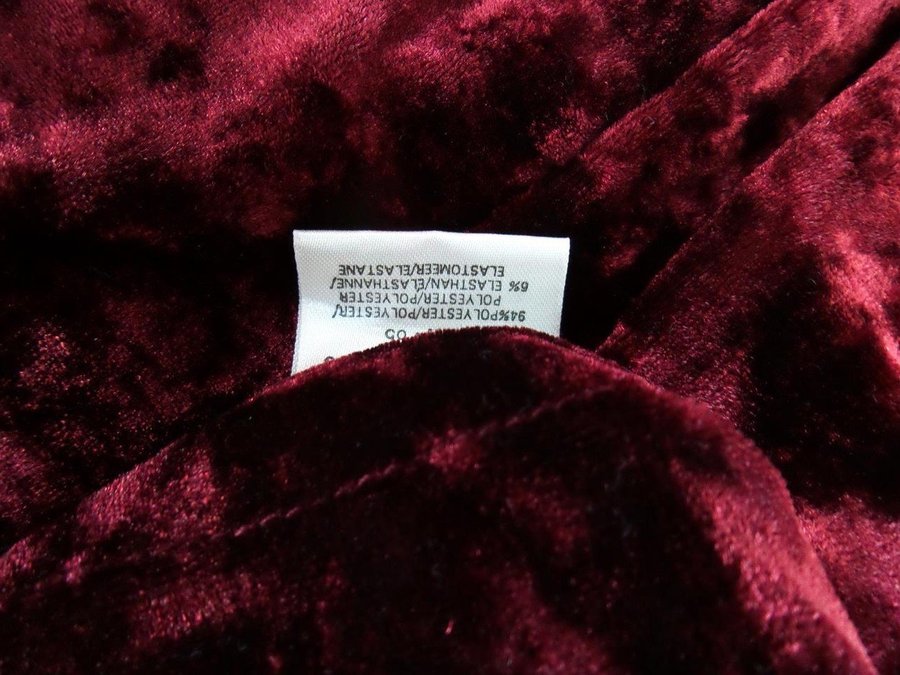 94%POLYESTER/POLYESTER/
POLYESTER/POLYESTER
6% ELASTHAN/ELASTHANNE/
ELASTOMEER/ELASTANE